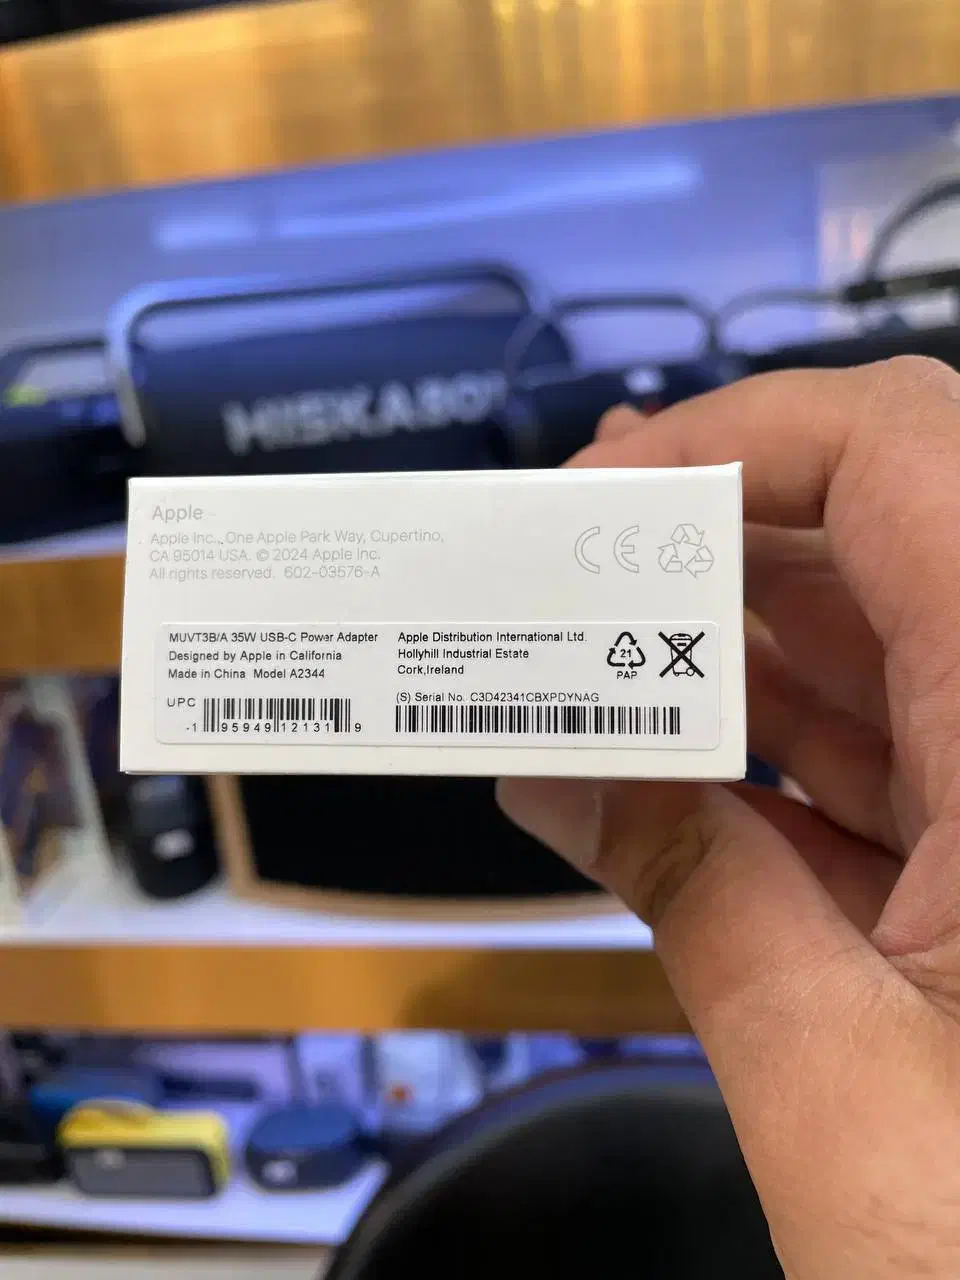 Apple
Apple Inc., One Apple Park Way, Cupertino,
CA 95014 USA. © 2024 Apple Inc.
All rights reserved. 602-03576-A
MUVT3B/A 35W USB-C Power Adapter
Designed by Apple in California
Made in China Model A2344
UPC
1 95949 12131 9
Apple Distribution International Ltd.
Hollyhill Industrial Estate
Cork,Ireland
(S) Serial No. C3D42341CBXPDYNAG
CE
21
PAP